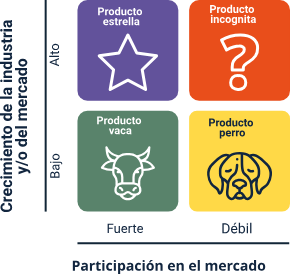 Crecimiento de la industria
y/o del mercado
Alto
Bajo
Producto
estrella
Producto
incognita
Producto
vaca
Producto
perro
Fuerte
Débil
Participación en el mercado